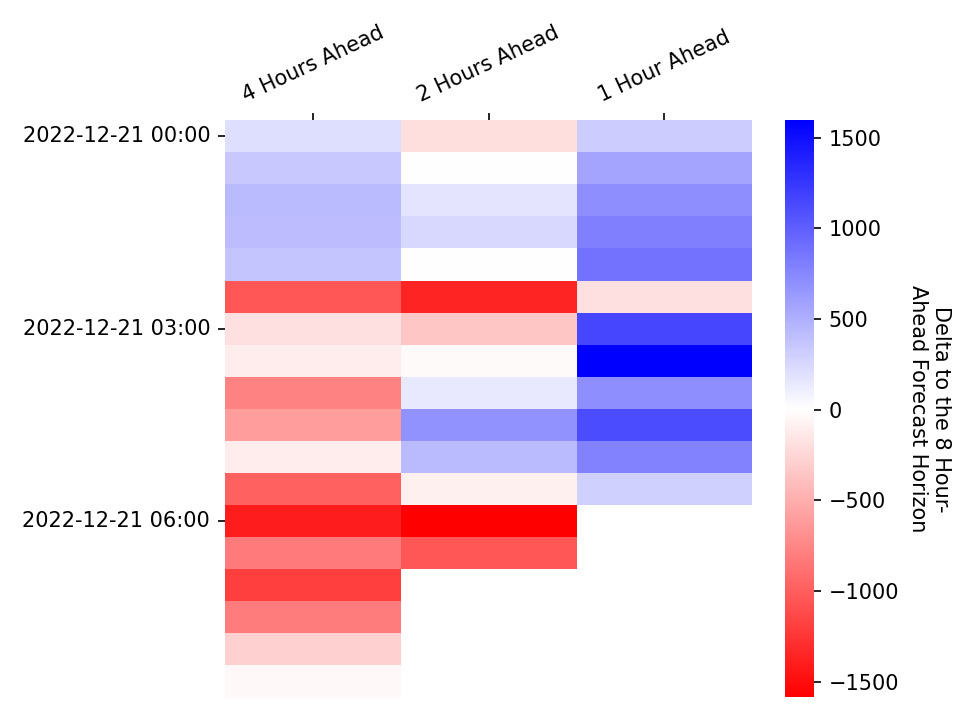 4 Hours Ahead
2 Hours Ahead
1 Hour Ahead
2022-12-21 00:00
2022-12-21 03:00
2022-12-21 06:00
1500
1000
500
0
−500
−1000
−1500
Delta to the 8 Hour-
Ahead Forecast Horizon